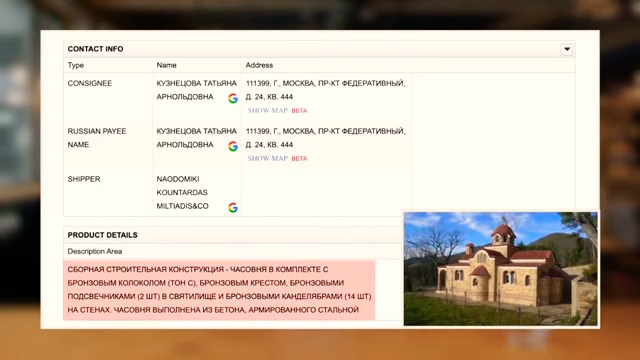 CONTACT INFO
Type Name Address
CONSIGNEE КУЗНЕЦОВА ТАТЬЯНА 111399, Г., МОСКВА, ПР-КТ ФЕДЕРАТИВНЫЙ,
АРНОЛЬДОВНА Д. 24, КВ. 444
SHOW MAP BETA
RUSSIAN PAYEE КУЗНЕЦОВА ТАТЬЯНА 111399, Г., МОСКВА, ПР-КТ ФЕДЕРАТИВНЫЙ,
NAME АРНОЛЬДОВНА Д. 24, КВ. 444
SHOW MAP BETA
SHIPPER NAODOMIKI
KOUNTARDAS
MILTIADIS&CO
PRODUCT DETAILS
Description Area
СБОРНАЯ СТРОИТЕЛЬНАЯ КОНСТРУКЦИЯ - ЧАСОВНЯ В КОМПЛЕКТЕ С
БРОНЗОВЫМ КОЛОКОЛОМ (ТОН С), БРОНЗОВЫМ КРЕСТОМ, БРОНЗОВЫМИ
ПОДСВЕЧНИКАМИ (2 ШТ) В СВЯТИЛИЩЕ И БРОНЗОВЫМИ КАНДЕЛЯБРАМИ (14 ШТ)
НА СТЕНАХ. ЧАСОВНЯ ВЫПОЛНЕНА ИЗ БЕТОНА, АРМИРОВАННОГО СТАЛЬНОЙ